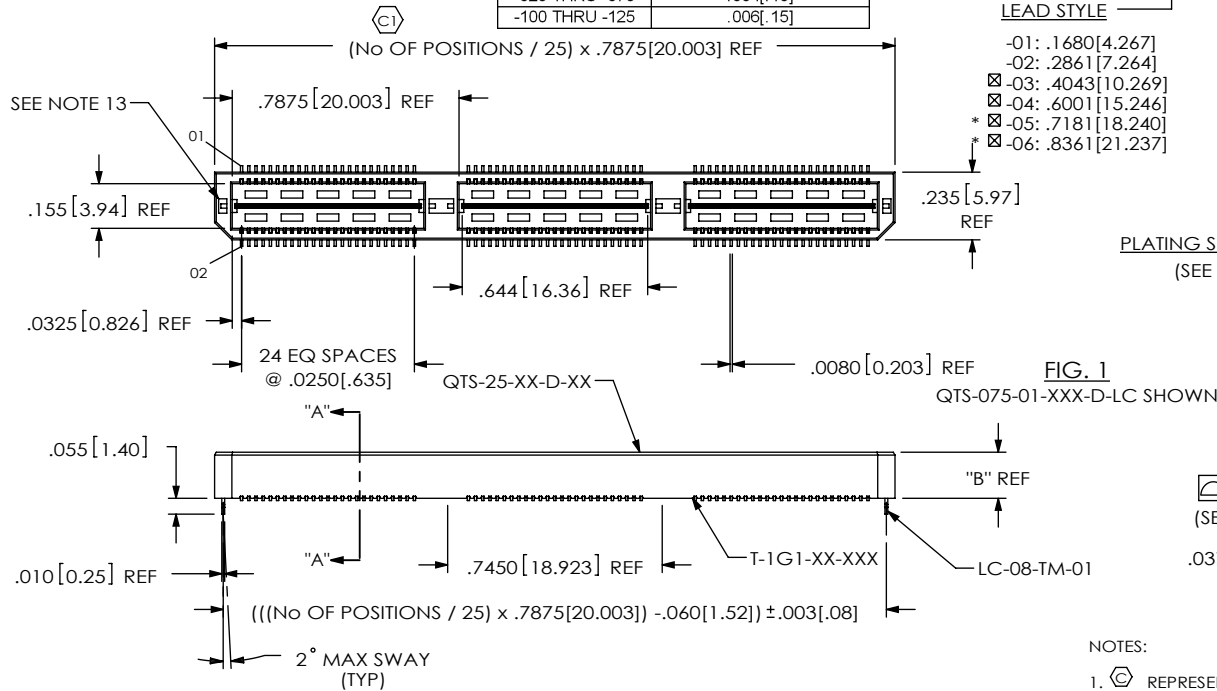 -100 THRU -125 .006[.15]
C1
(No OF POSITIONS / 25) x .7875[20.003] REF
LEAD STYLE
-01: .1680[4.267]
-02: .2861[7.264]
☒ -03: .4043[10.269]
☒ -04: .6001[15.246]
* ☒ -05: .7181[18.240]
* ☒ -06: .8361[21.237]
SEE NOTE 13
.7875[20.003] REF
01
.155[3.94] REF
.235[5.97]
REF
02
PLATING S
(SEE
.644[16.36] REF
.0325[0.826] REF
24 EQ SPACES
@ .0250[.635]
.0080[0.203] REF
FIG. 1
QTS-075-01-XXX-D-LC SHOWN
QTS-25-XX-D-XX
"A"
.055[1.40]
"B" REF
(SE
"A"
.7450[18.923] REF
T-1G1-XX-XXX
LC-08-TM-01
.03
.010[0.25] REF
(((No OF POSITIONS / 25) x .7875[20.003]) -.060[1.52]) ±.003[.08]
2° MAX SWAY
(TYP)
NOTES:
1. C REPRESE